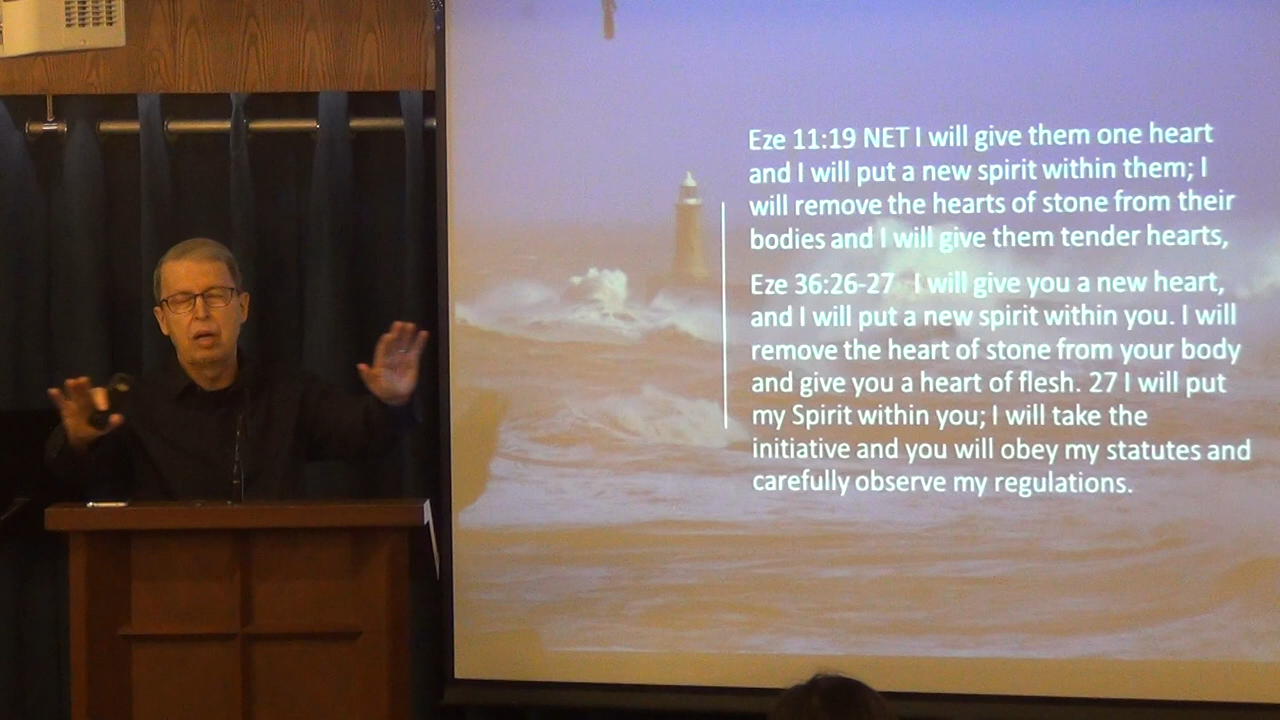 Eze 11:19 NET I will give them one heart
and I will put a new spirit within them; I
will remove the hearts of stone from their
bodies and I will give them tender hearts,
Eze 36:26-27 I will give you a new heart,
and I will put a new spirit within you. I will
remove the heart of stone from your body
and give you a heart of flesh. 27 I will put
my Spirit within you; I will take the
initiative and you will obey my statutes and
carefully observe my regulations.